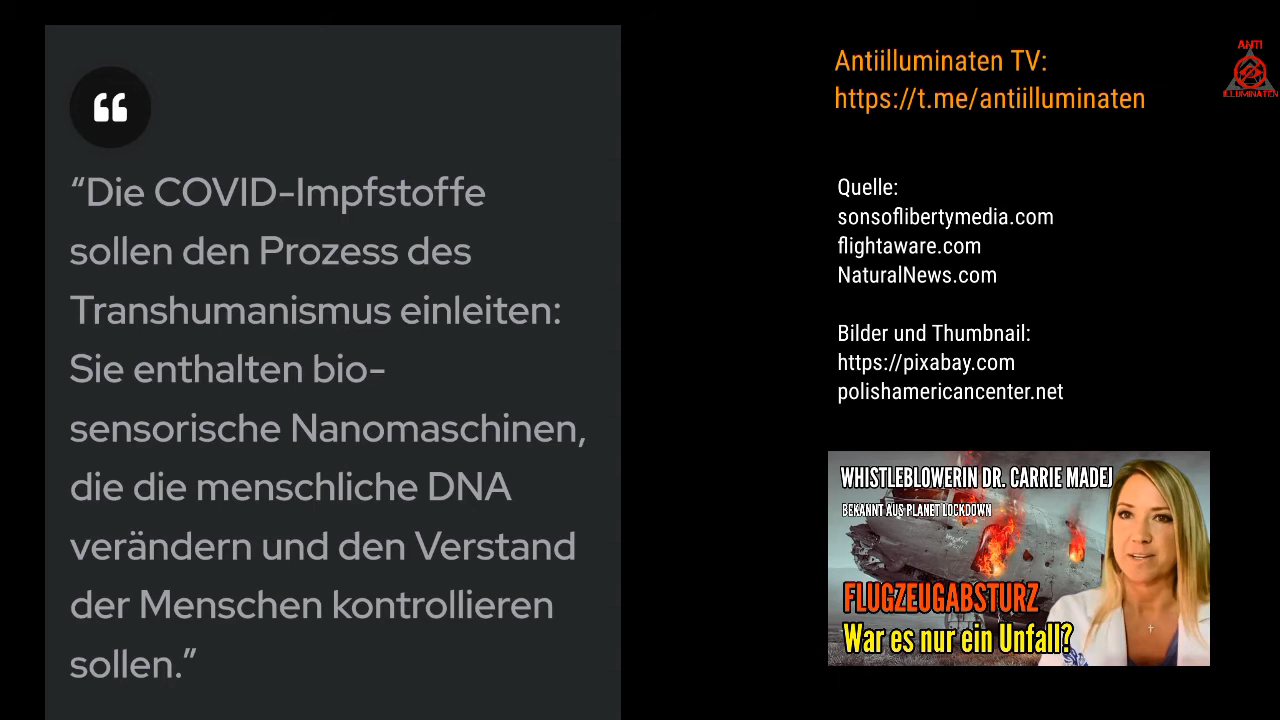 “Die COVID-Impfstoffe
sollen den Prozess des
Transhumanismus einleiten:
Sie enthalten bio-
sensorische Nanomaschinen,
die die menschliche DNA
verändern und den Verstand
der Menschen kontrollieren
sollen.”
Antiilluminaten TV:
https://t.me/antiilluminaten
ANTI
ILLUMINATEN
Quelle:
sonsoflibertymedia.com
flightaware.com
NaturalNews.com
Bilder und Thumbnail:
https://pixabay.com
polishamericancenter.net
WHISTLEBLOWERIN DR. CARRIE MADEJ
BEKANNT AUS PLANET LOCKDOWN
FLUGZEUGABSTURZ
War es nur ein Unfall?